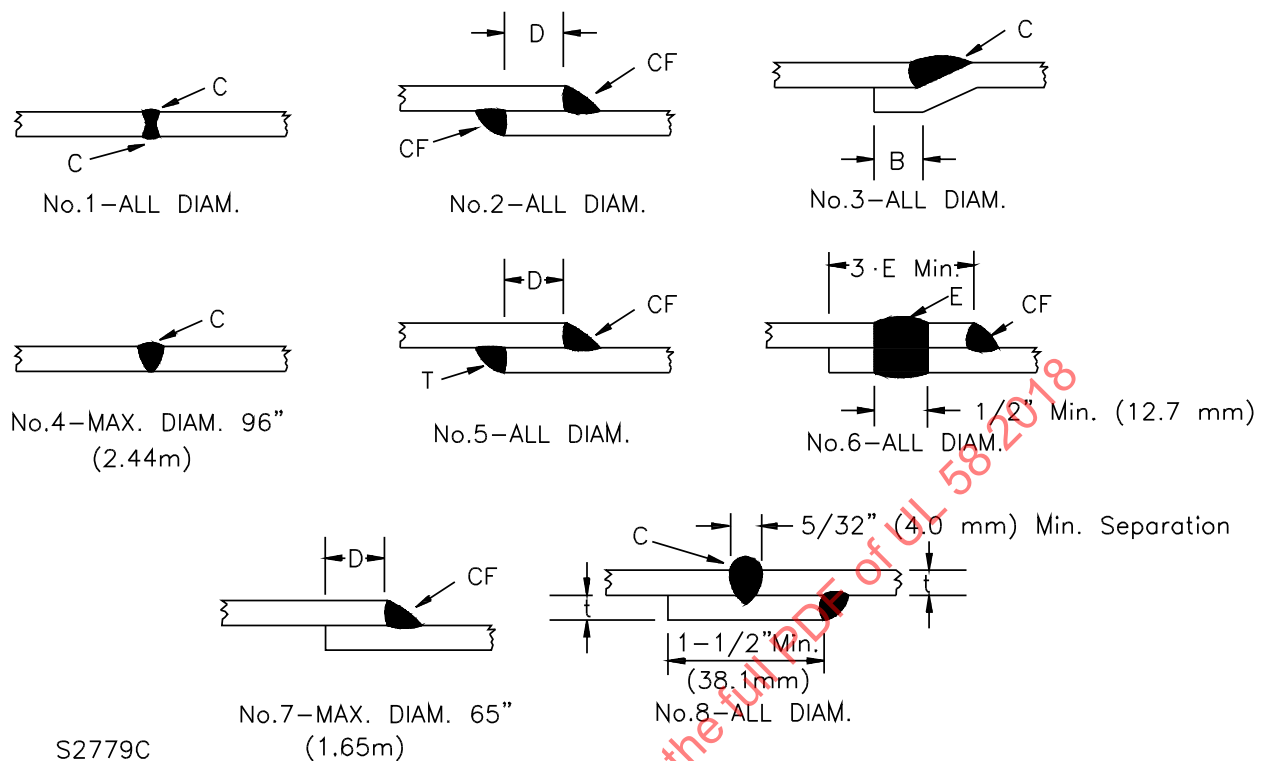 C
C
No.1-ALL DIAM.
D
CF
CF
No.2-ALL DIAM.
C
B
No.3-ALL DIAM.
C
No.4-MAX. DIAM. 96"
(2.44m)
D
CF
T
No.5-ALL DIAM.
3·E Min.
E
CF
1/2" Min. (12.7 mm)
No.6-ALL DIAM.
D
CF
No.7-MAX. DIAM. 65"
(1.65m)
C
5/32" (4.0 mm) Min. Separation
t
t
1-1/2" Min.
(38.1mm)
No.8-ALL DIAM.
S2779C
the full PDF of UL 58 2018